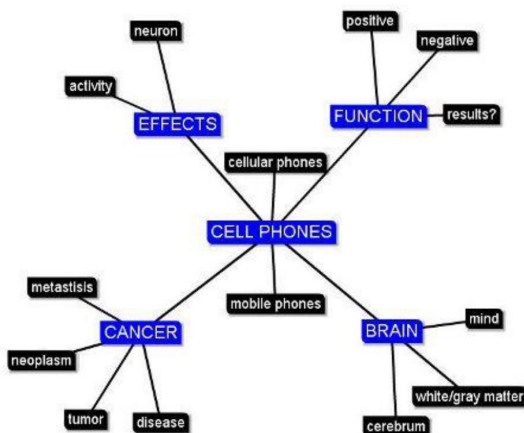 neuron
positive
negative
activity
EFFECTS
FUNCTION
results?
cellular phones
CELL PHONES
metastisis
mobile phones
CANCER
BRAIN
mind
neoplasm
white/gray matter
tumor
disease
cerebrum